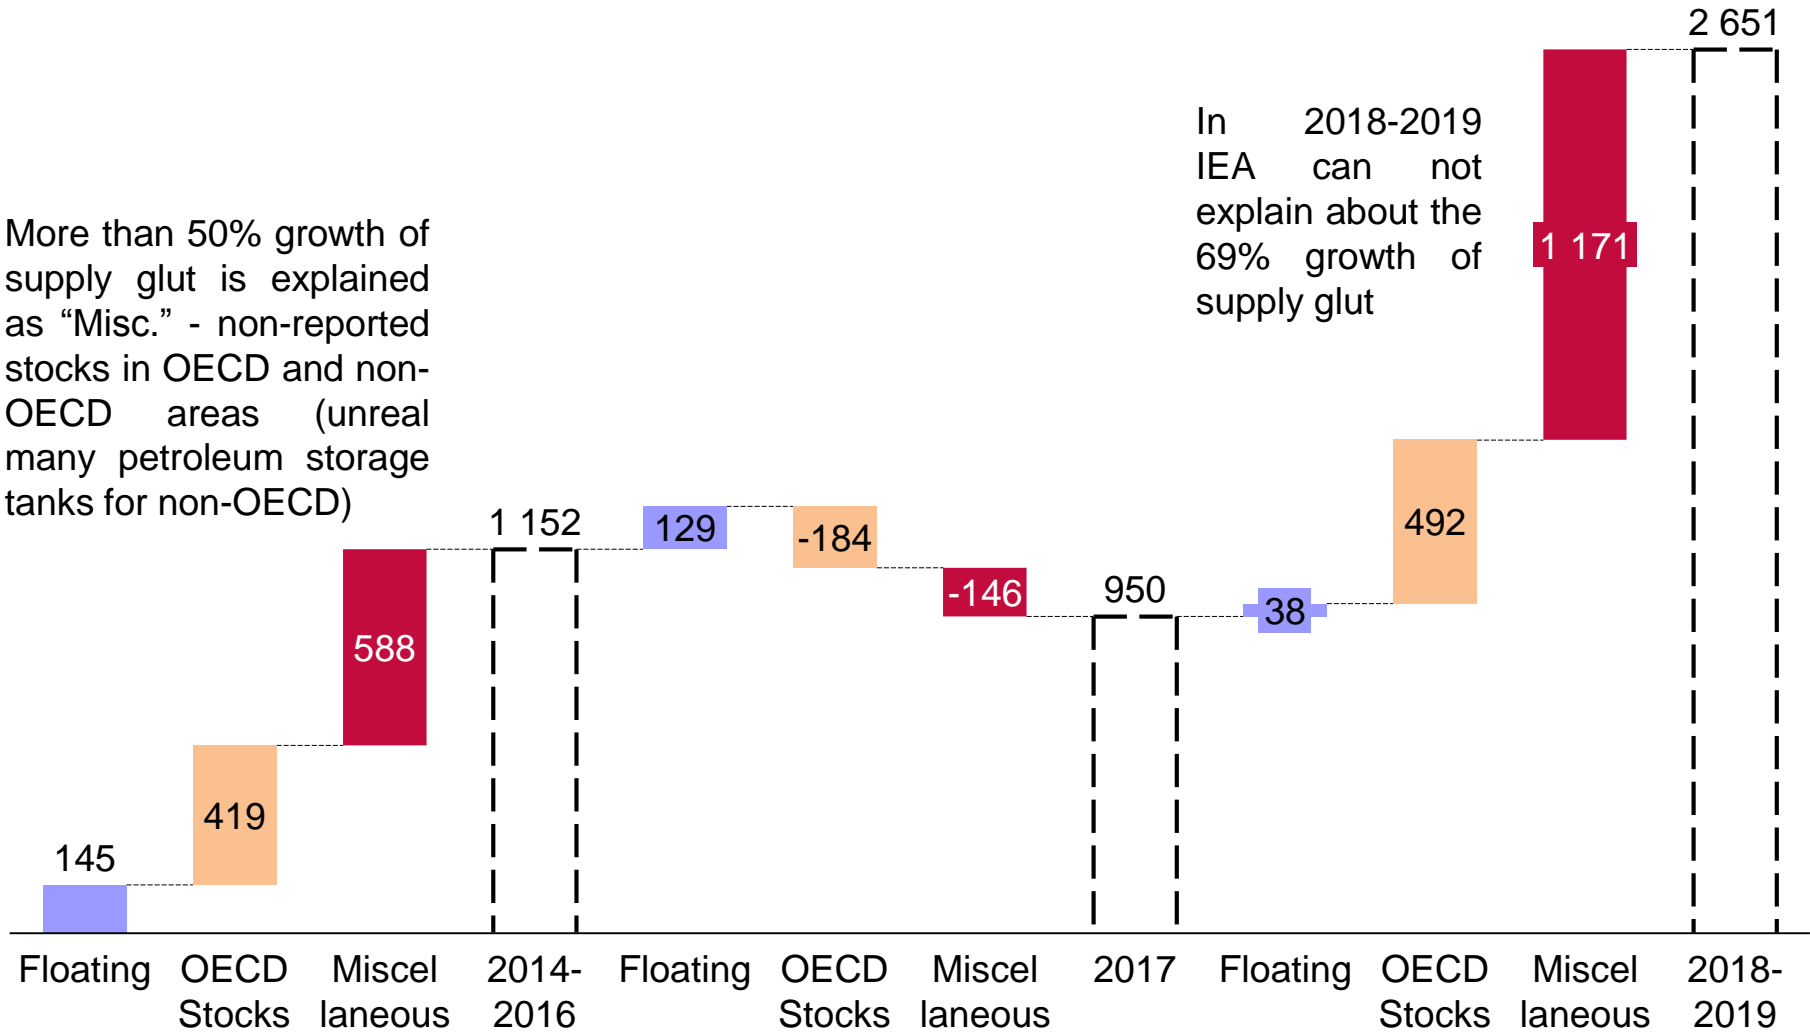 2 651
In 2018-2019
IEA can not
explain about the
69% growth of
supply glut
1 171
More than 50% growth of
supply glut is explained
as “Misc.” - non-reported
stocks in OECD and non-
OECD areas (unreal
many petroleum storage
tanks for non-OECD)
1 152
129
-184
492
-146
950
38
588
419
145
Floating
OECD
Stocks
Miscel
laneous
2014-
2016
Floating
OECD
Stocks
Miscel
laneous
2017
Floating
OECD
Stocks
Miscel
laneous
2018-
2019